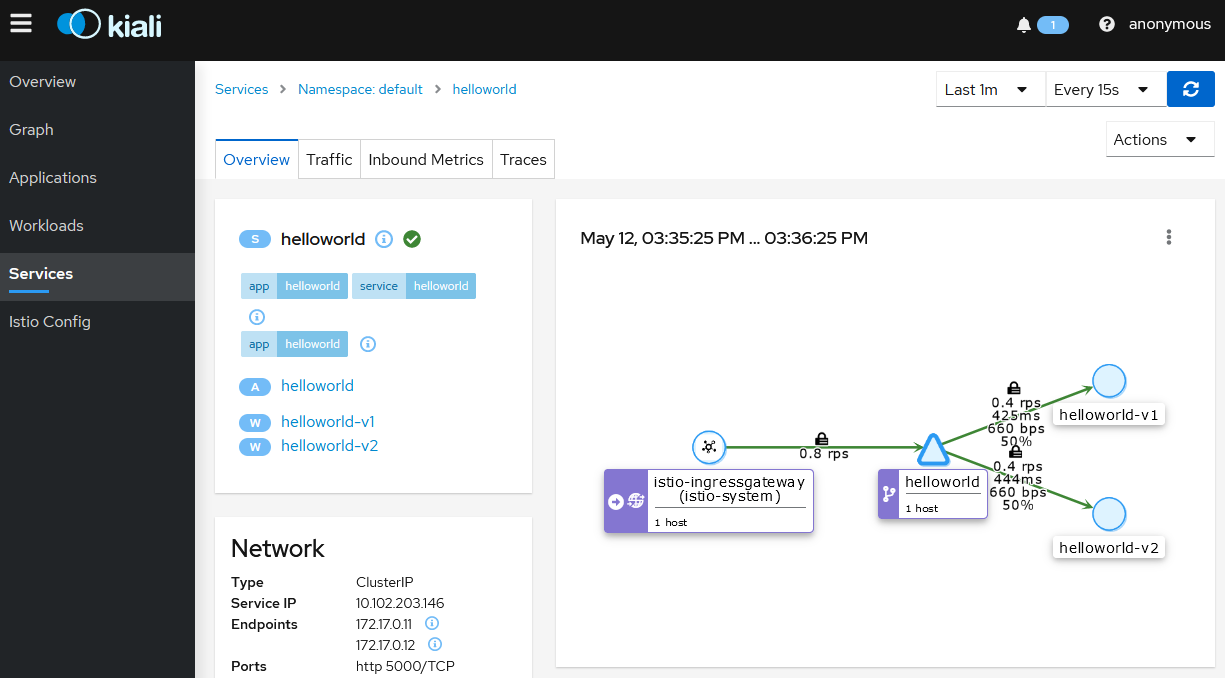 kiali
1
anonymous
Overview
Graph
Applications
Workloads
Services
Istio Config
Services > Namespace: default > helloworld
Last 1m
Every 15s
Actions
Overview Traffic Inbound Metrics Traces
S helloworld
app helloworld service helloworld
app helloworld
A helloworld
W helloworld-v1
W helloworld-v2
Network
Type ClusterIP
Service IP 10.102.203.146
Endpoints 172.17.0.11
172.17.0.12
Ports http 5000/TCP
May 12, 03:35:25 PM ... 03:36:25 PM
istio-ingressgateway
(istio-system)
1 host
0.8 rps
helloworld
1 host
0.4 rps
425ms
660 bps
50%
helloworld-v1
0.4 rps
444ms
660 bps
50%
helloworld-v2